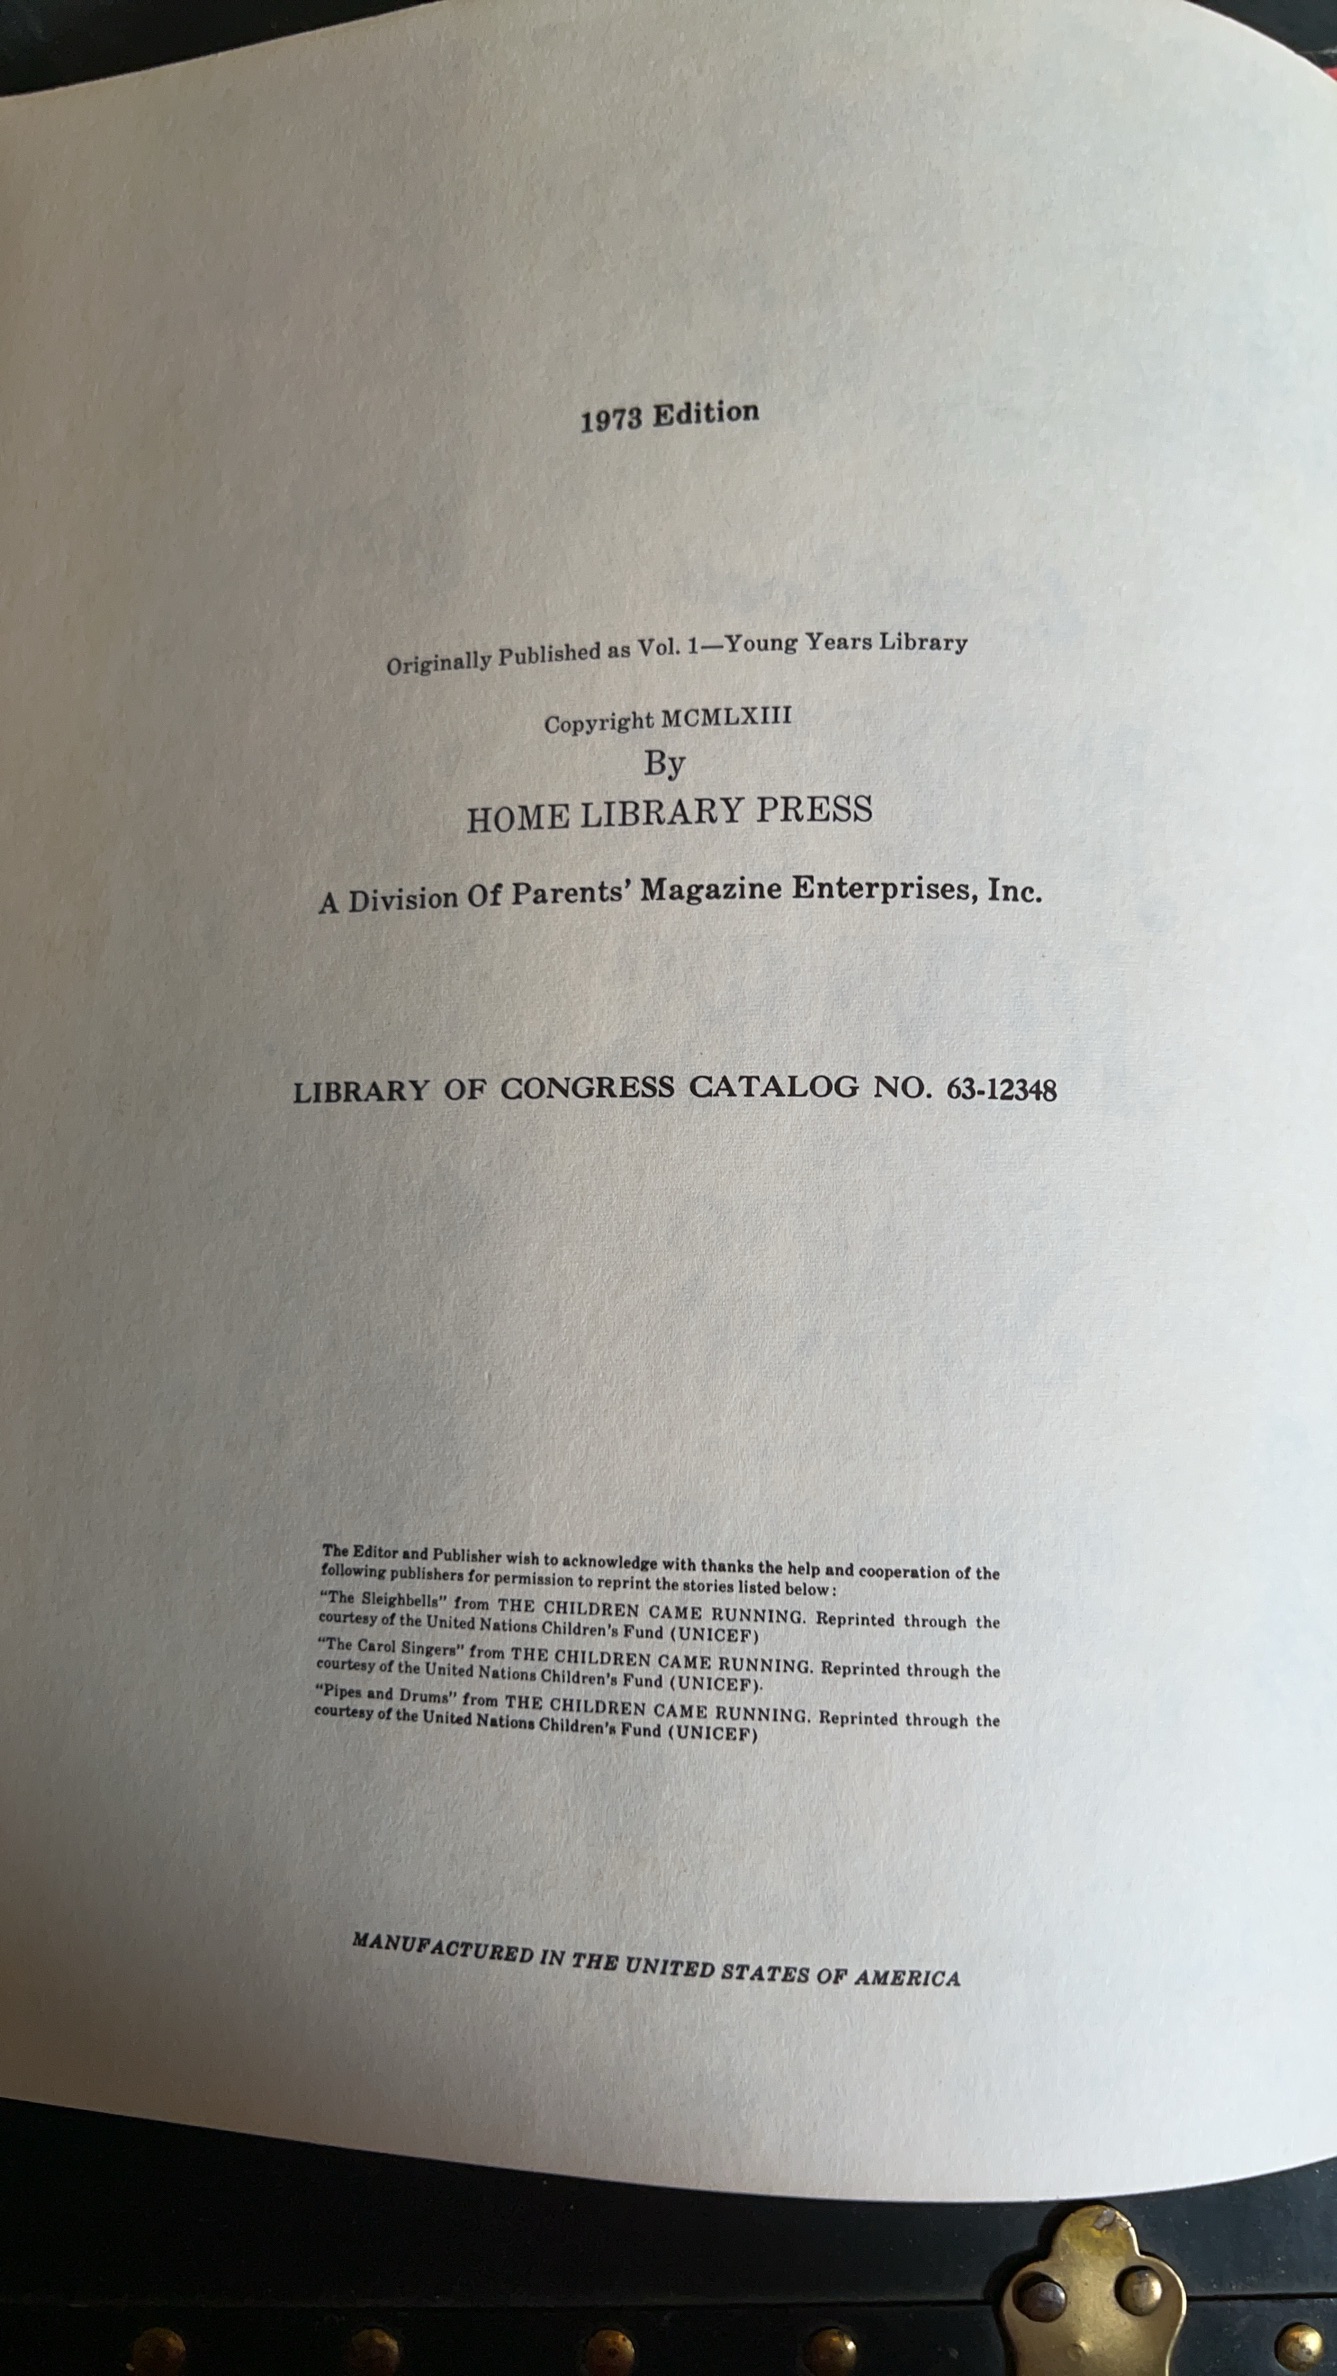 1973 Edition
Originally Published as Vol. 1—Young Years Library
Copyright MCMLXIII
By
HOME LIBRARY PRESS
A Division Of Parents' Magazine Enterprises, Inc.
LIBRARY OF CONGRESS CATALOG NO. 63-12348
The Editor and Publisher wish to acknowledge with thanks the help and cooperation of the
following publishers for permission to reprint the stories listed below:
"The Sleighbells" from THE CHILDREN CAME RUNNING. Reprinted through the
courtesy of the United Nations Children's Fund (UNICEF)
"The Carol Singers" from THE CHILDREN CAME RUNNING. Reprinted through the
courtesy of the United Nations Children's Fund (UNICEF).
"Pipes and Drums" from THE CHILDREN CAME RUNNING. Reprinted through the
courtesy of the United Nations Children's Fund (UNICEF)
MANUFACTURED IN THE UNITED STATES OF AMERICA